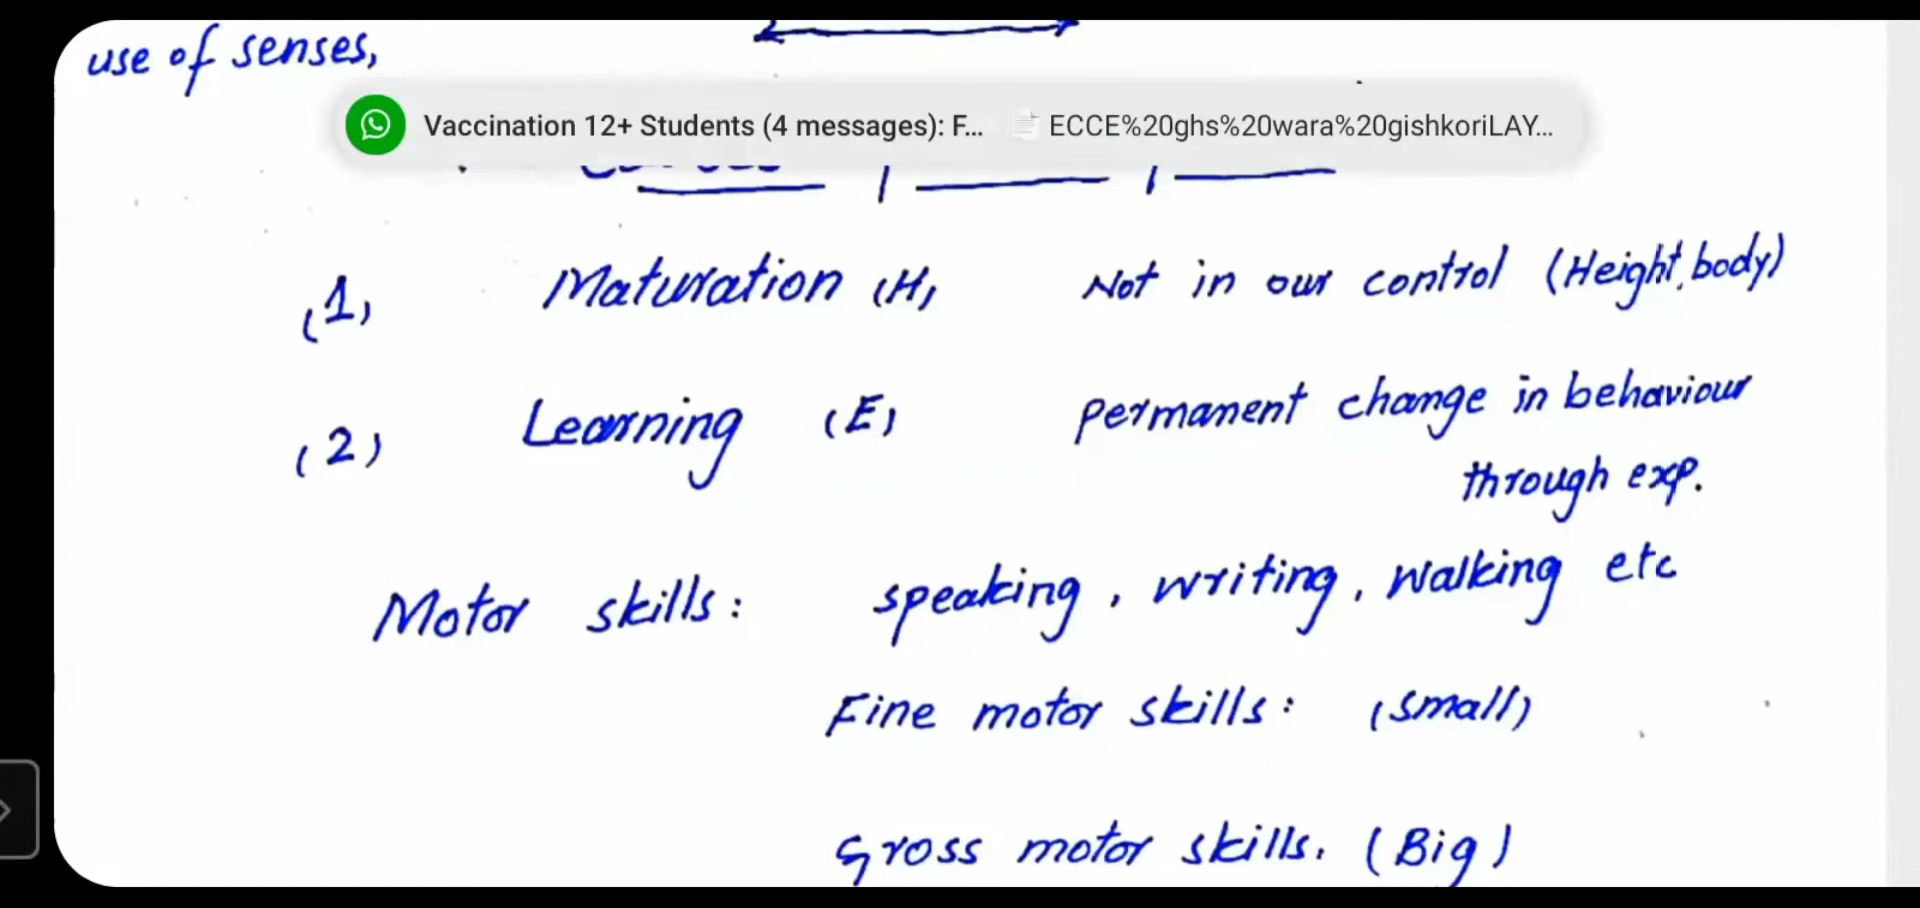 use of senses,
Vaccination 12+ Students (4 messages): F... ECCE%20ghs%20wara%20gishkoriLAY...
(1) Maturation (H) Not in our control (Height, body)
(2) Learning (E) Permanent change in behaviour
through exp.
Motor skills: speaking, writing, walking etc
Fine motor skills: (small)
Gross motor skills. (Big)